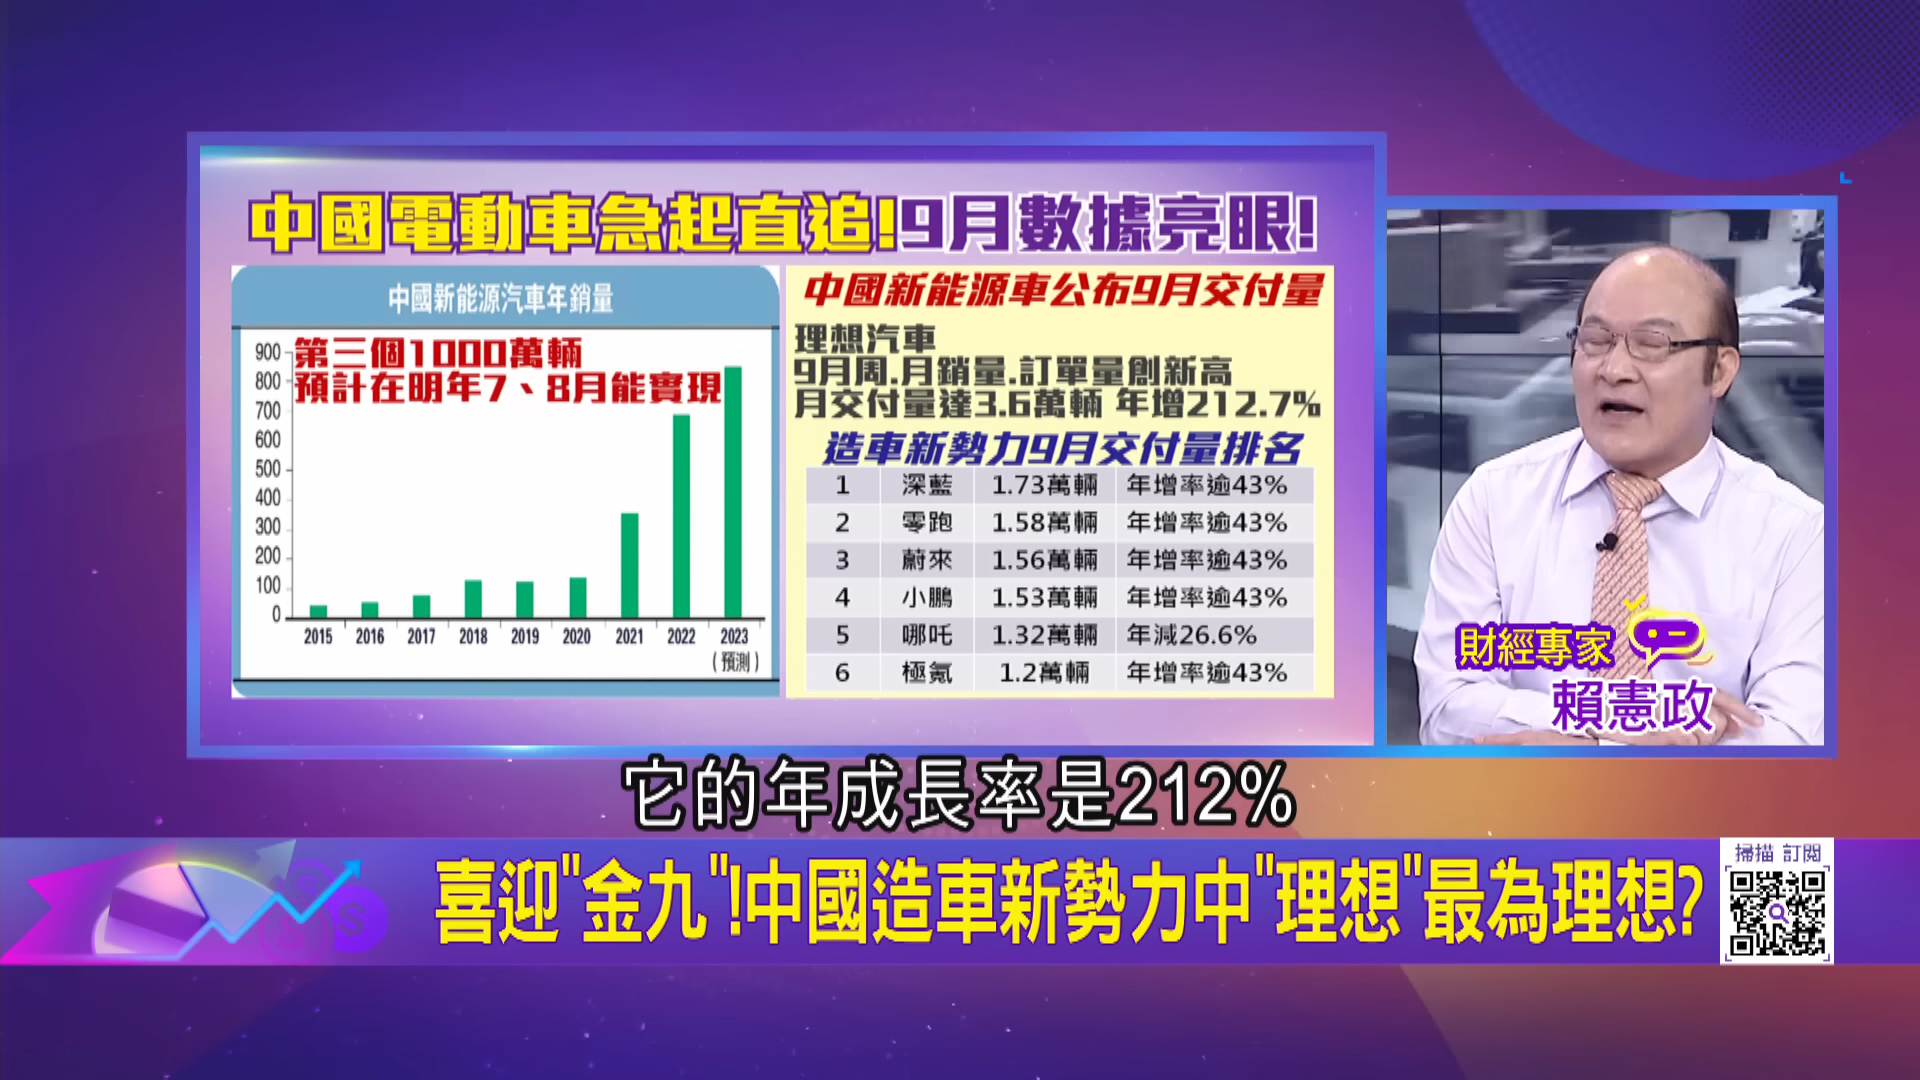 中國電動車急起直追!9月數據亮眼!
中國新能源汽車年銷量
第三個1000萬輛
預計在明年7、8月能實現
900
800
700
600
500
400
300
200
100
0
2015 2016 2017 2018 2019 2020 2021 2022 2023
(預測)
中國新能源車公布9月交付量
理想汽車
9月周.月銷量.訂單量創新高
月交付量達3.6萬輛 年增212.7%
造車新勢力9月交付量排名
1 深藍 1.73萬輛 年增率逾43%
2 零跑 1.58萬輛 年增率逾43%
3 蔚來 1.56萬輛 年增率逾43%
4 小鵬 1.53萬輛 年增率逾43%
5 哪吒 1.32萬輛 年減26.6%
6 極氪 1.2萬輛 年增率逾43%
財經專家
賴憲政
它的年成長率是212%
喜迎"金九"!中國造車新勢力中"理想"最為理想?
掃描 訂閱